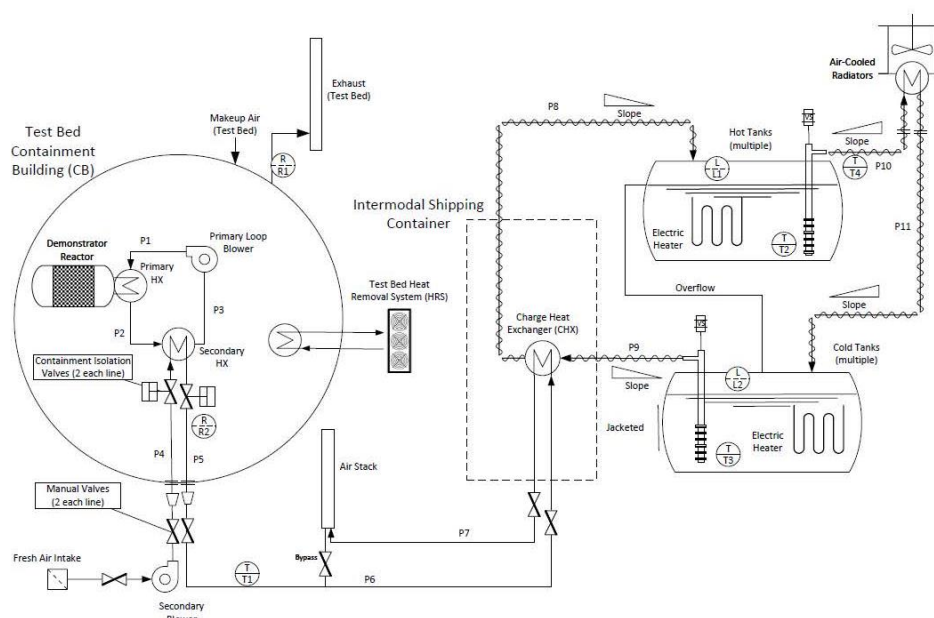 Test Bed
Containment
Building (CB)
Makeup Air
(Test Bed)
Exhaust
(Test Bed)
R
R1
Demonstrator
Reactor
P1
Primary Loop
Blower
Primary
HX
P2
P3
Secondary
HX
Containment Isolation
Valves (2 each line)
R
R2
P4
P5
Test Bed Heat
Removal System (HRS)
Manual Valves
(2 each line)
Fresh Air Intake
Secondary
Air Stack
Bypass
T
T1
P6
P7
Intermodal Shipping
Container
Charge Heat
Exchanger (CHX)
P8
Slope
Hot Tanks
(multiple)
L
L1
Electric
Heater
T
T2
VS
Slope
T
T4
P10
Air-Cooled
Radiators
P11
Overflow
Slope
Cold Tanks
(multiple)
P9
Slope
VS
L
L2
Jacketed
T
T3
Electric
Heater